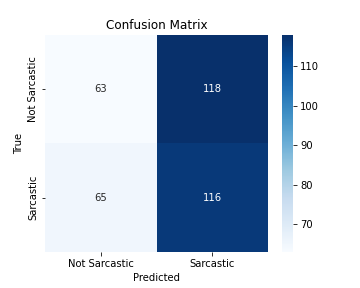 Confusion Matrix
True
Not Sarcastic
63
118
Sarcastic
65
116
Not Sarcastic
Sarcastic
Predicted
110
100
90
80
70